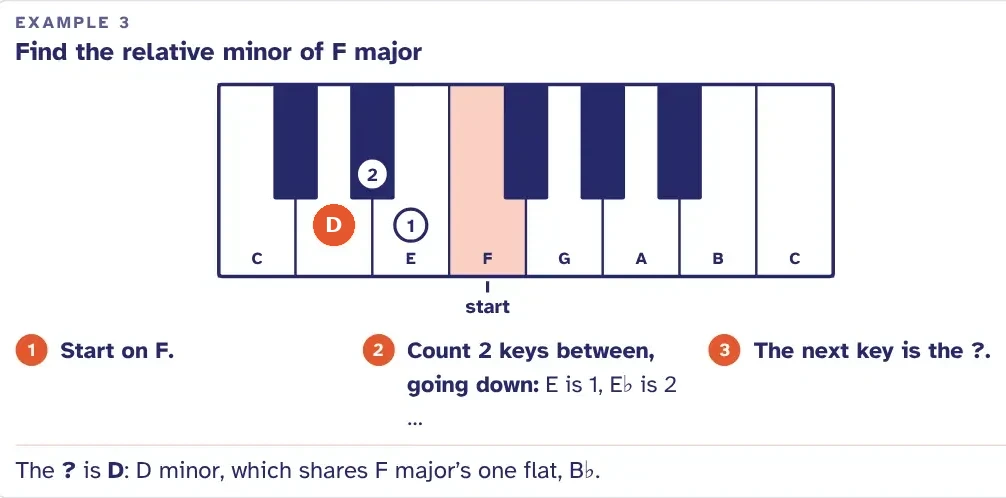 EXAMPLE 3
Find the relative minor of F major
2
D
1
C E F G A B C
start
1 Start on F.
2 Count 2 keys between,
going down: E is 1, E♭ is 2
...
3 The next key is the ?.
The ? is D: D minor, which shares F major’s one flat, B♭.